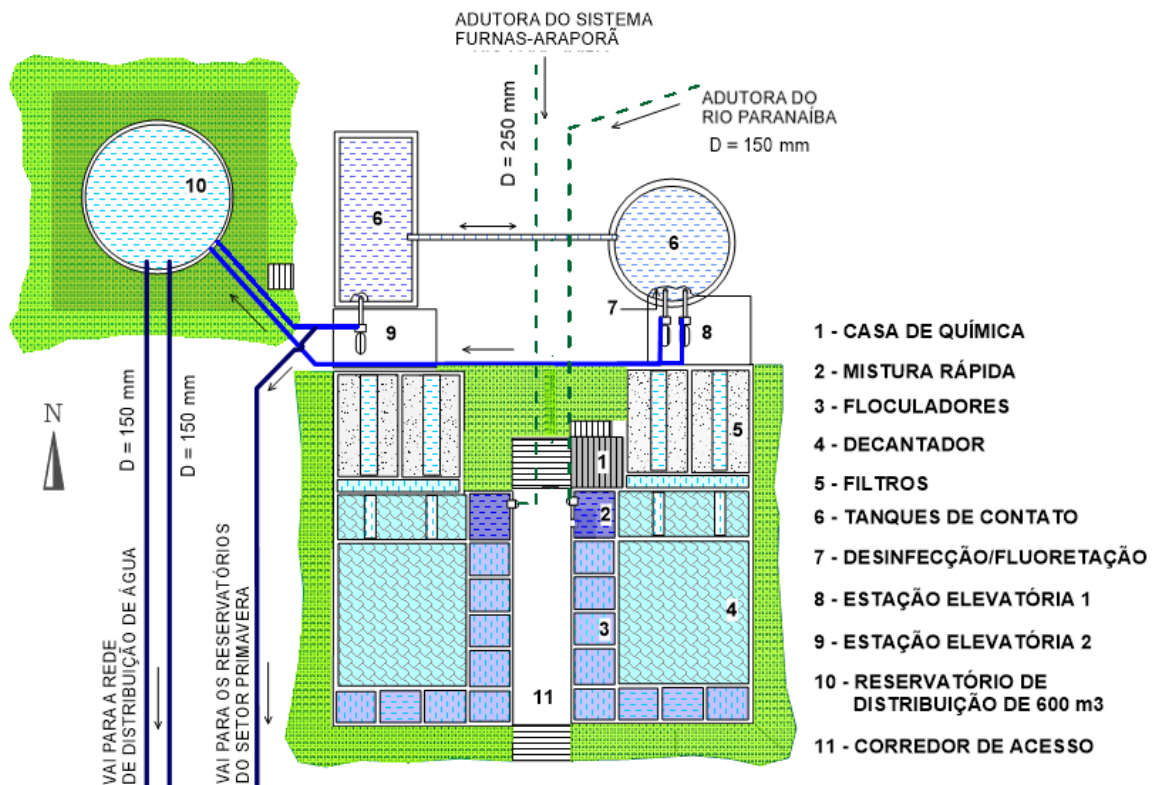 ADUTORA DO SISTEMA
FURNAS-ARAPORÃ
D = 250 mm
ADUTORA DO
RIO PARANAÍBA
D = 150 mm
10
6
6
7
9
8
N
D = 150 mm
D = 150 mm
5
1
2
3
4
11
VAI PARA A REDE
DE DISTRIBUIÇÃO DE ÁGUA
VAI PARA OS RESERVATÓRIOS
DO SETOR PRIMAVERA
1 - CASA DE QUÍMICA
2 - MISTURA RÁPIDA
3 - FLOCULADORES
4 - DECANTADOR
5 - FILTROS
6 - TANQUES DE CONTATO
7 - DESINFECÇÃO/FLUORETAÇÃO
8 - ESTAÇÃO ELEVATÓRIA 1
9 - ESTAÇÃO ELEVATÓRIA 2
10 - RESERVATÓRIO DE
DISTRIBUIÇÃO DE 600 m3
11 - CORREDOR DE ACESSO